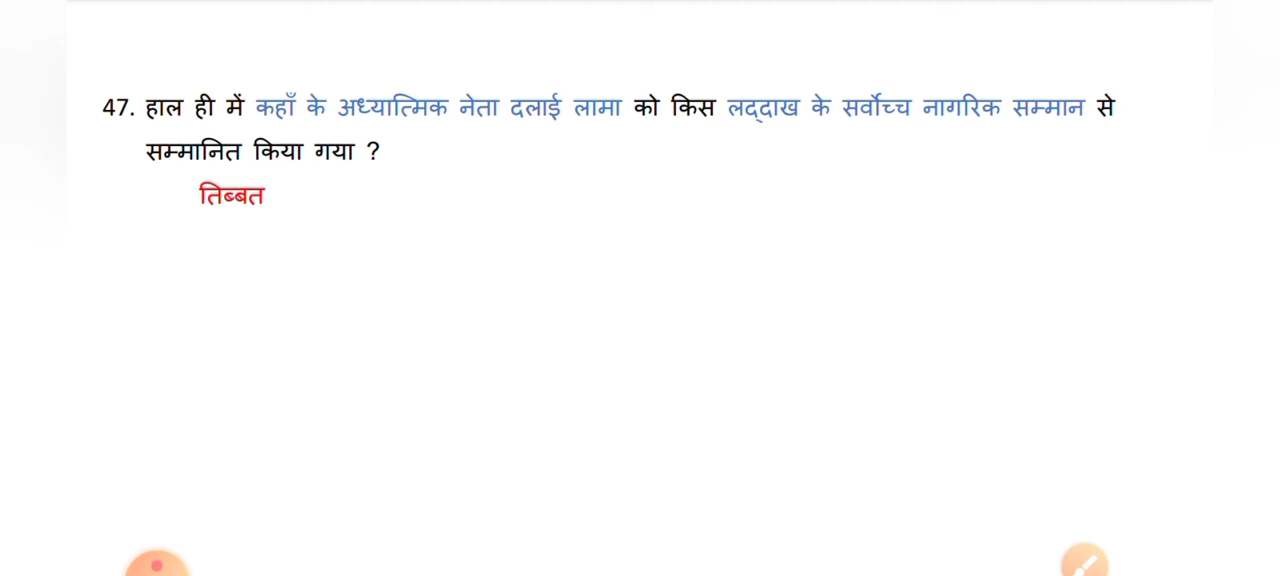 47. हाल ही में कहाँ के अध्यात्मिक नेता दलाई लामा को किस लद्दाख के सर्वोच्च नागरिक सम्मान से
सम्मानित किया गया ?
तिब्बत